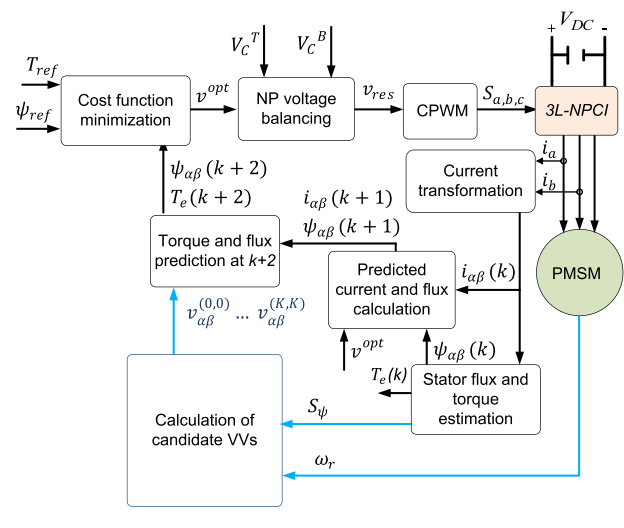 V_DC
+ -
V_C^T V_C^B
T_ref
ψ_ref
Cost function
minimization
v^opt
NP voltage
balancing
v_res
CPWM
S_a,b,c
3L-NPCI
i_a
i_b
Current
transformation
ψ_αβ(k + 2)
T_e(k + 2)
i_αβ(k + 1)
ψ_αβ(k + 1)
Torque and flux
prediction at k+2
Predicted
current and flux
calculation
i_αβ(k)
PMSM
v_αβ^(0,0) ... v_αβ^(K,K)
v^opt
ψ_αβ(k)
T_e(k)
Stator flux and
torque
estimation
Calculation of
candidate VVs
S_ψ
ω_r